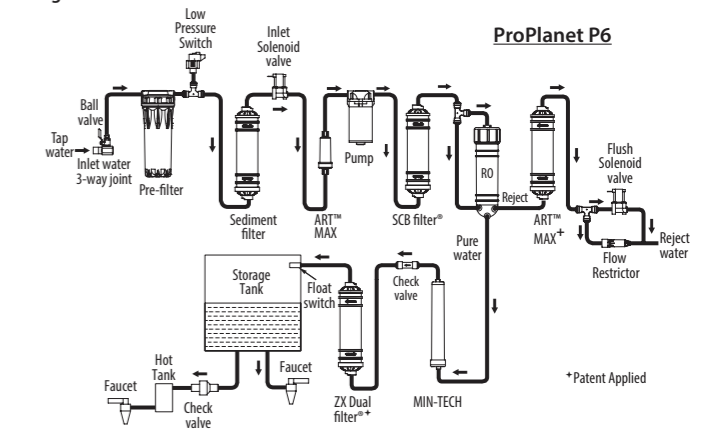 ProPlanet P6
Low
Pressure
Switch
Inlet
Solenoid
valve
Ball
valve
Tap
water
Inlet water
3-way joint
Pre-filter
Sediment
filter
ART™
MAX
Pump
SCB filter®
RO
Reject
Pure
water
ART™
MAX+
Flush
Solenoid
valve
Flow
Restrictor
Reject
water
Storage
Tank
Float
switch
Check
valve
Hot
Tank
Faucet
Check
valve
Faucet
ZX Dual
filter®+
MIN-TECH
+Patent Applied